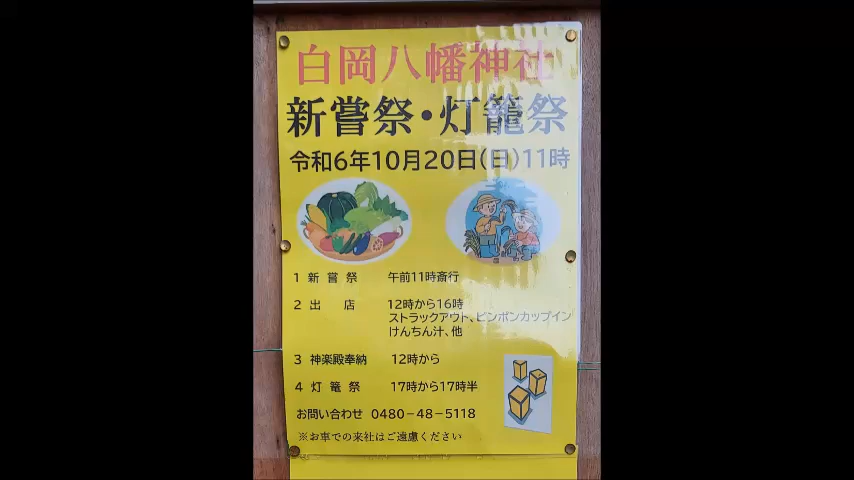 白岡八幡神社
新嘗祭・灯籠祭
令和6年10月20日(日)11時
1 新嘗祭 午前11時斎行
2 出店 12時から16時
ストラックアウト、ピンポンカップイン
けんちん汁、他
3 神楽殿奉納 12時から
4 灯篭祭 17時から17時半
お問い合わせ 0480-48-5118
※お車での来社はご遠慮ください